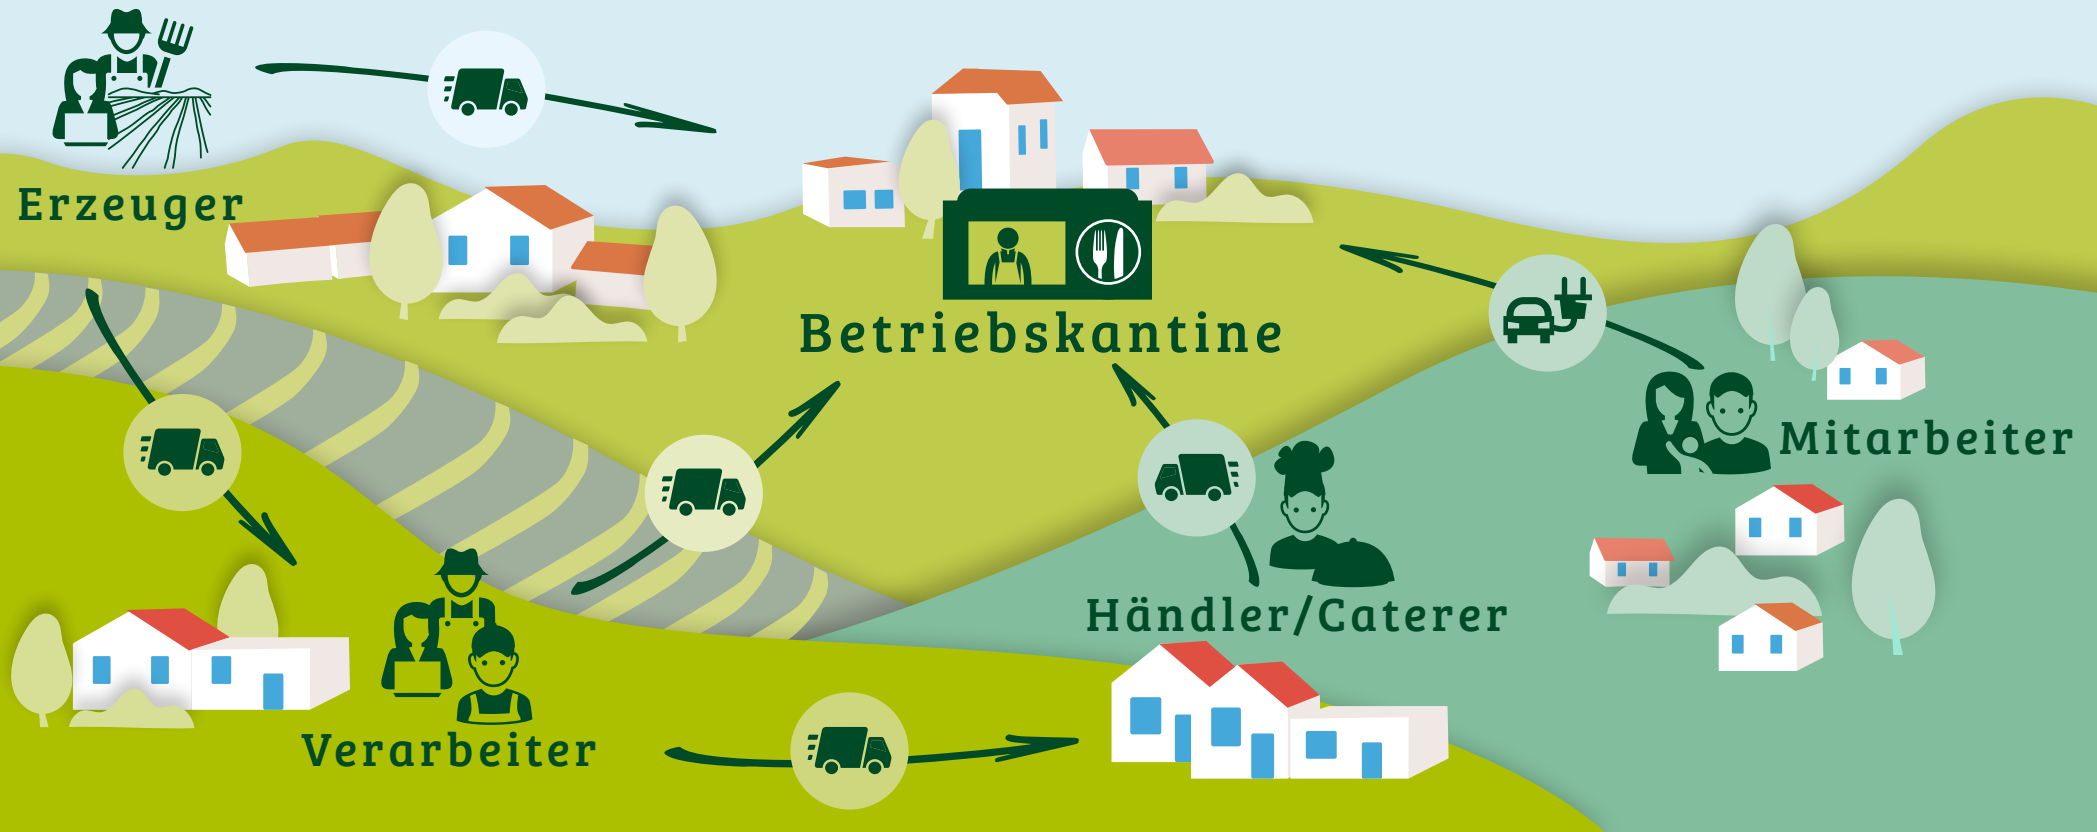 Erzeuger
Betriebskantine
Mitarbeiter
Händler/Caterer
Verarbeiter